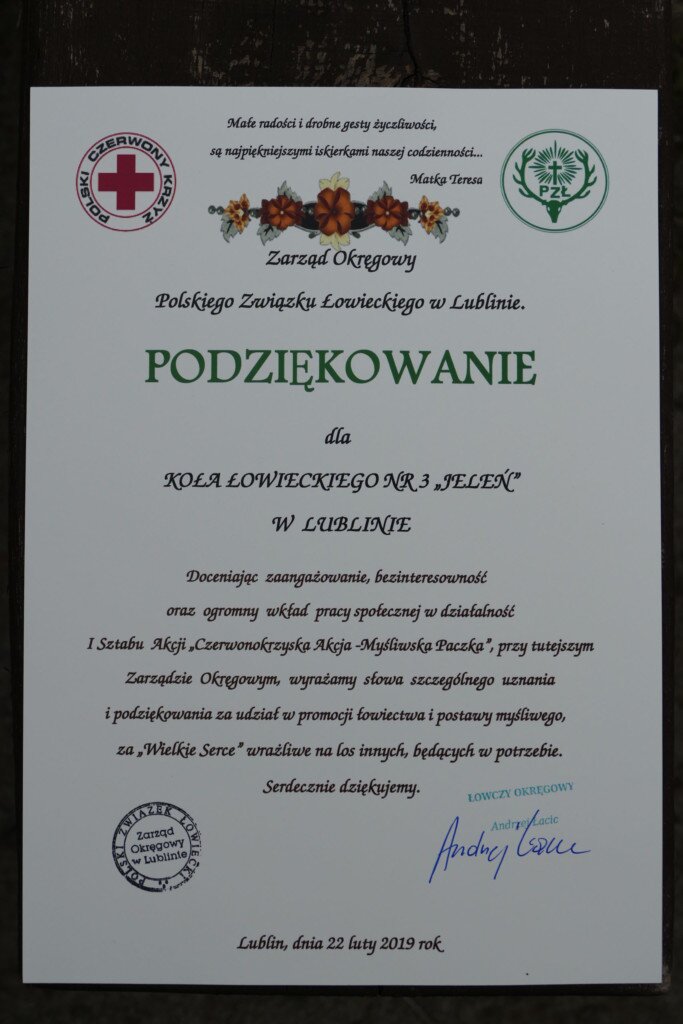 Małe radości i drobne gesty życzliwości,
są najpiękniejszymi iskierkami naszej codzienności...
Matka Teresa
POLSKI CZERWONY KRZYŻ
PZŁ
Zarząd Okręgowy
Polskiego Związku Łowieckiego w Lublinie.
PODZIĘKOWANIE
dla
KOŁA ŁOWIECKIEGO NR 3 „JELEŃ”
W LUBLINIE
Doceniając zaangażowanie, bezinteresowność
oraz ogromny wkład pracy społecznej w działalność
I Sztabu Akcji „Czerwonokrzyska Akcja -Myśliwska Paczka”, przy tutejszym
Zarządzie Okręgowym, wyrażamy słowa szczególnego uznania
i podziękowania za udział w promocji łowiectwa i postawy myśliwego,
za „Wielkie Serce” wrażliwe na los innych, będących w potrzebie.
Serdecznie dziękujemy.
ŁOWCZY OKRĘGOWY
Andrzej Łacic
Andrzej Łacic
POLSKI ZWIĄZEK ŁOWIECKI
Zarząd
Okręgowy
w Lublinie
Lublin, dnia 22 luty 2019 rok